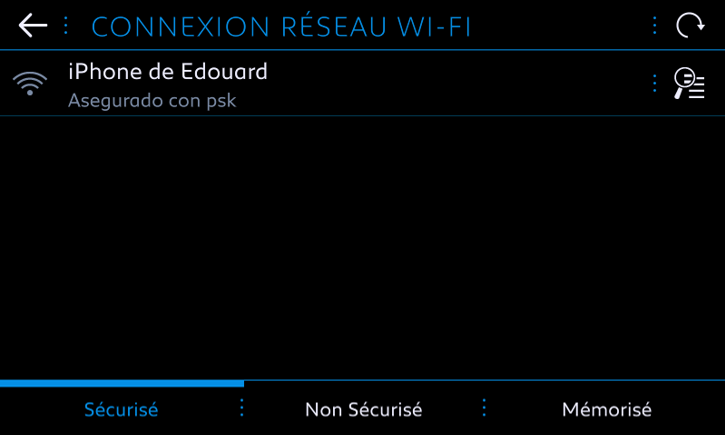 CONNEXION RÉSEAU WI-FI
iPhone de Edouard
Asegurado con psk
Sécurisé
Non Sécurisé
Mémorisé